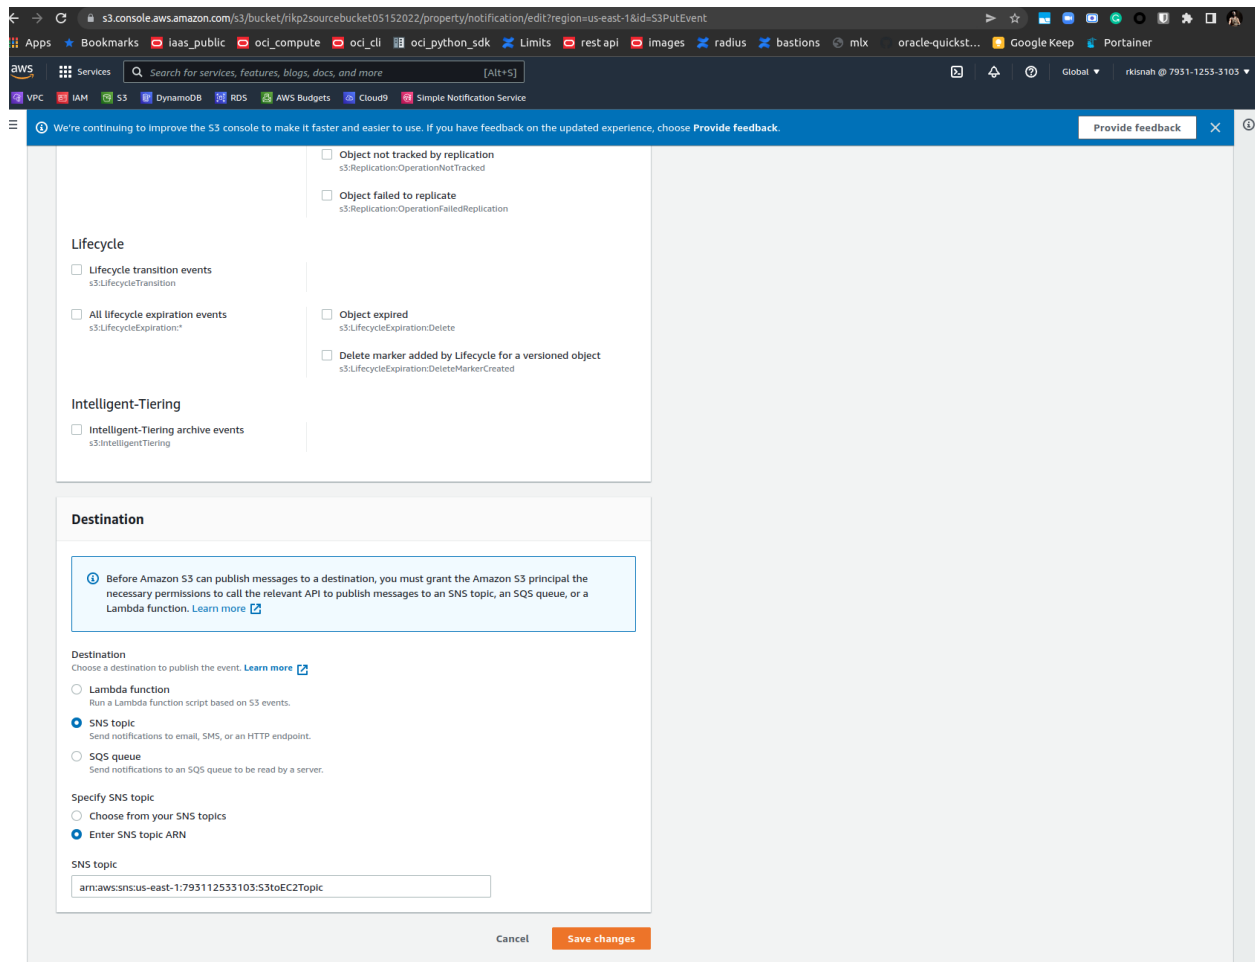 s3.console.aws.amazon.com/s3/bucket/rikp2sourcebucket05152022/property/notification/edit?region=us-east-1&id=S3PutEvent
Apps Bookmarks iaas_public oci_compute oci_cli oci_python_sdk Limits rest api images radius bastions mlx oracle-quickst... Google Keep Portainer
aws Services Search for services, features, blogs, docs, and more [Alt+S] Global rkisnah @ 7931-1253-3103
VPC IAM S3 DynamoDB RDS AWS Budgets Cloud9 Simple Notification Service
We're continuing to improve the S3 console to make it faster and easier to use. If you have feedback on the updated experience, choose Provide feedback. Provide feedback
Object not tracked by replication
s3:Replication:OperationNotTracked
Object failed to replicate
s3:Replication:OperationFailedReplication
Lifecycle
Lifecycle transition events
s3:LifecycleTransition
All lifecycle expiration events
s3:LifecycleExpiration:*
Object expired
s3:LifecycleExpiration:Delete
Delete marker added by Lifecycle for a versioned object
s3:LifecycleExpiration:DeleteMarkerCreated
Intelligent-Tiering
Intelligent-Tiering archive events
s3:IntelligentTiering
Destination
Before Amazon S3 can publish messages to a destination, you must grant the Amazon S3 principal the
necessary permissions to call the relevant API to publish messages to an SNS topic, an SQS queue, or a
Lambda function. Learn more
Destination
Choose a destination to publish the event. Learn more
Lambda function
Run a Lambda function script based on S3 events.
SNS topic
Send notifications to email, SMS, or an HTTP endpoint.
SQS queue
Send notifications to an SQS queue to be read by a server.
Specify SNS topic
Choose from your SNS topics
Enter SNS topic ARN
SNS topic
arn:aws:sns:us-east-1:793112533103:S3toEC2Topic
Cancel Save changes